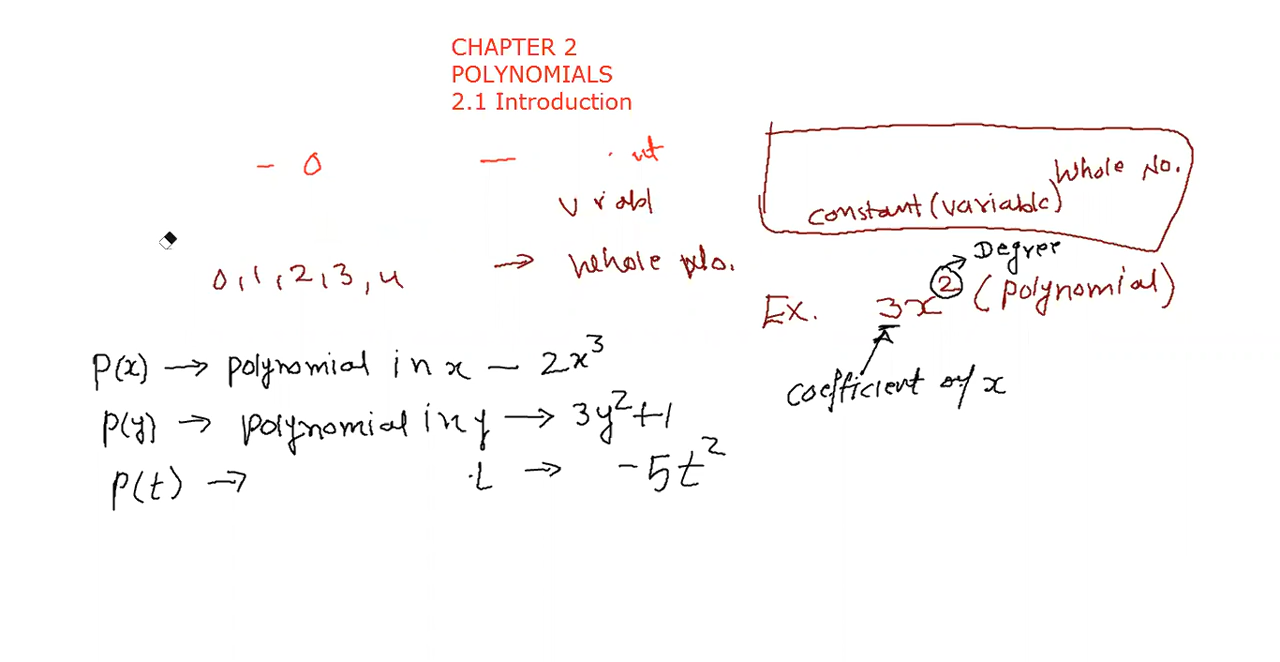 CHAPTER 2
POLYNOMIALS
2.1 Introduction
- 0 —
Whole No.
constant (variable)
0, 1, 2, 3, 4 → whole No.
Degree
Ex. 3x² (polynomial)
P(x) → polynomial in x – 2x³
coefficient of x
P(y) → polynomial in y → 3y²+1
P(t) → t → -5t²